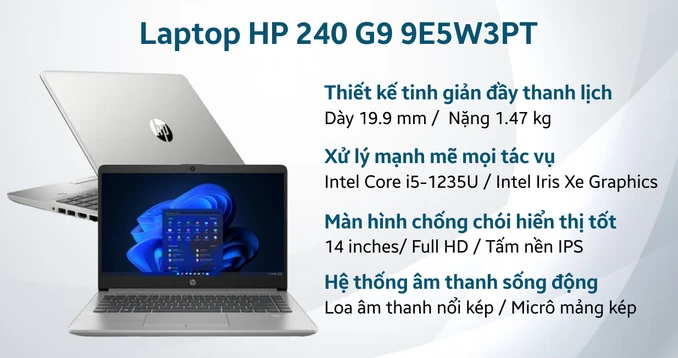 Laptop HP 240 G9 9E5W3PT
Thiết kế tinh giản đầy thanh lịch
Dày 19.9 mm / Nặng 1.47 kg
Xử lý mạnh mẽ mọi tác vụ
Intel Core i5-1235U / Intel Iris Xe Graphics
Màn hình chống chói hiển thị tốt
14 inches/ Full HD / Tấm nền IPS
Hệ thống âm thanh sống động
Loa âm thanh nổi kép / Micrô mảng kép
hp
hp